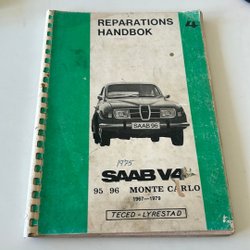 REPARATIONS
HANDBOK
SAAB 96
1975
SAAB V4
95 96 MONTE CARLO
1967—1979
TECED - LYRESTAD